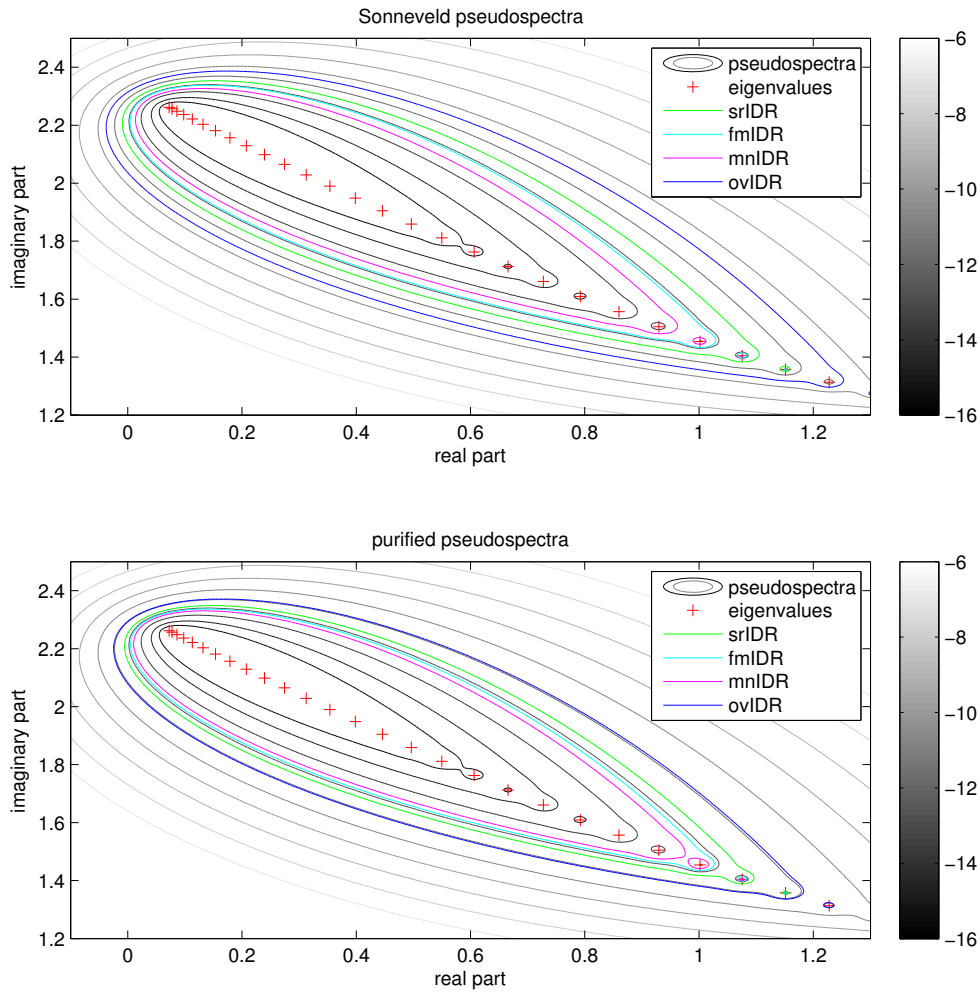 Sonneveld pseudospectra
2.4
2.2
2
1.8
1.6
1.4
1.2
imaginary part
0
0.2
0.4
0.6
0.8
1
1.2
real part
pseudospectra
eigenvalues
srIDR
fmIDR
mnIDR
ovIDR
−6
−8
−10
−12
−14
−16
purified pseudospectra
2.4
2.2
2
1.8
1.6
1.4
1.2
imaginary part
0
0.2
0.4
0.6
0.8
1
1.2
real part
pseudospectra
eigenvalues
srIDR
fmIDR
mnIDR
ovIDR
−6
−8
−10
−12
−14
−16